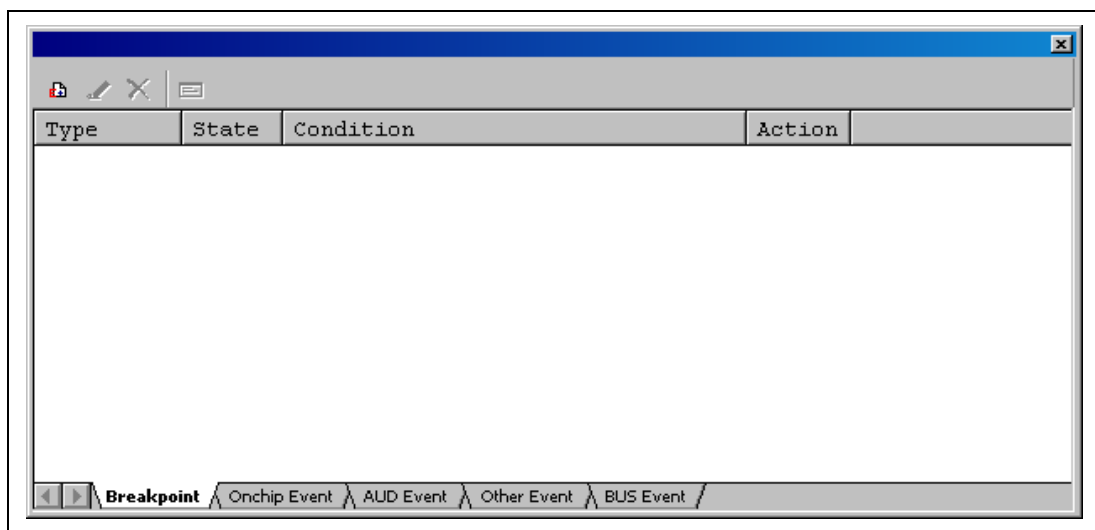 Type State Condition Action
Breakpoint Onchip Event AUD Event Other Event BUS Event